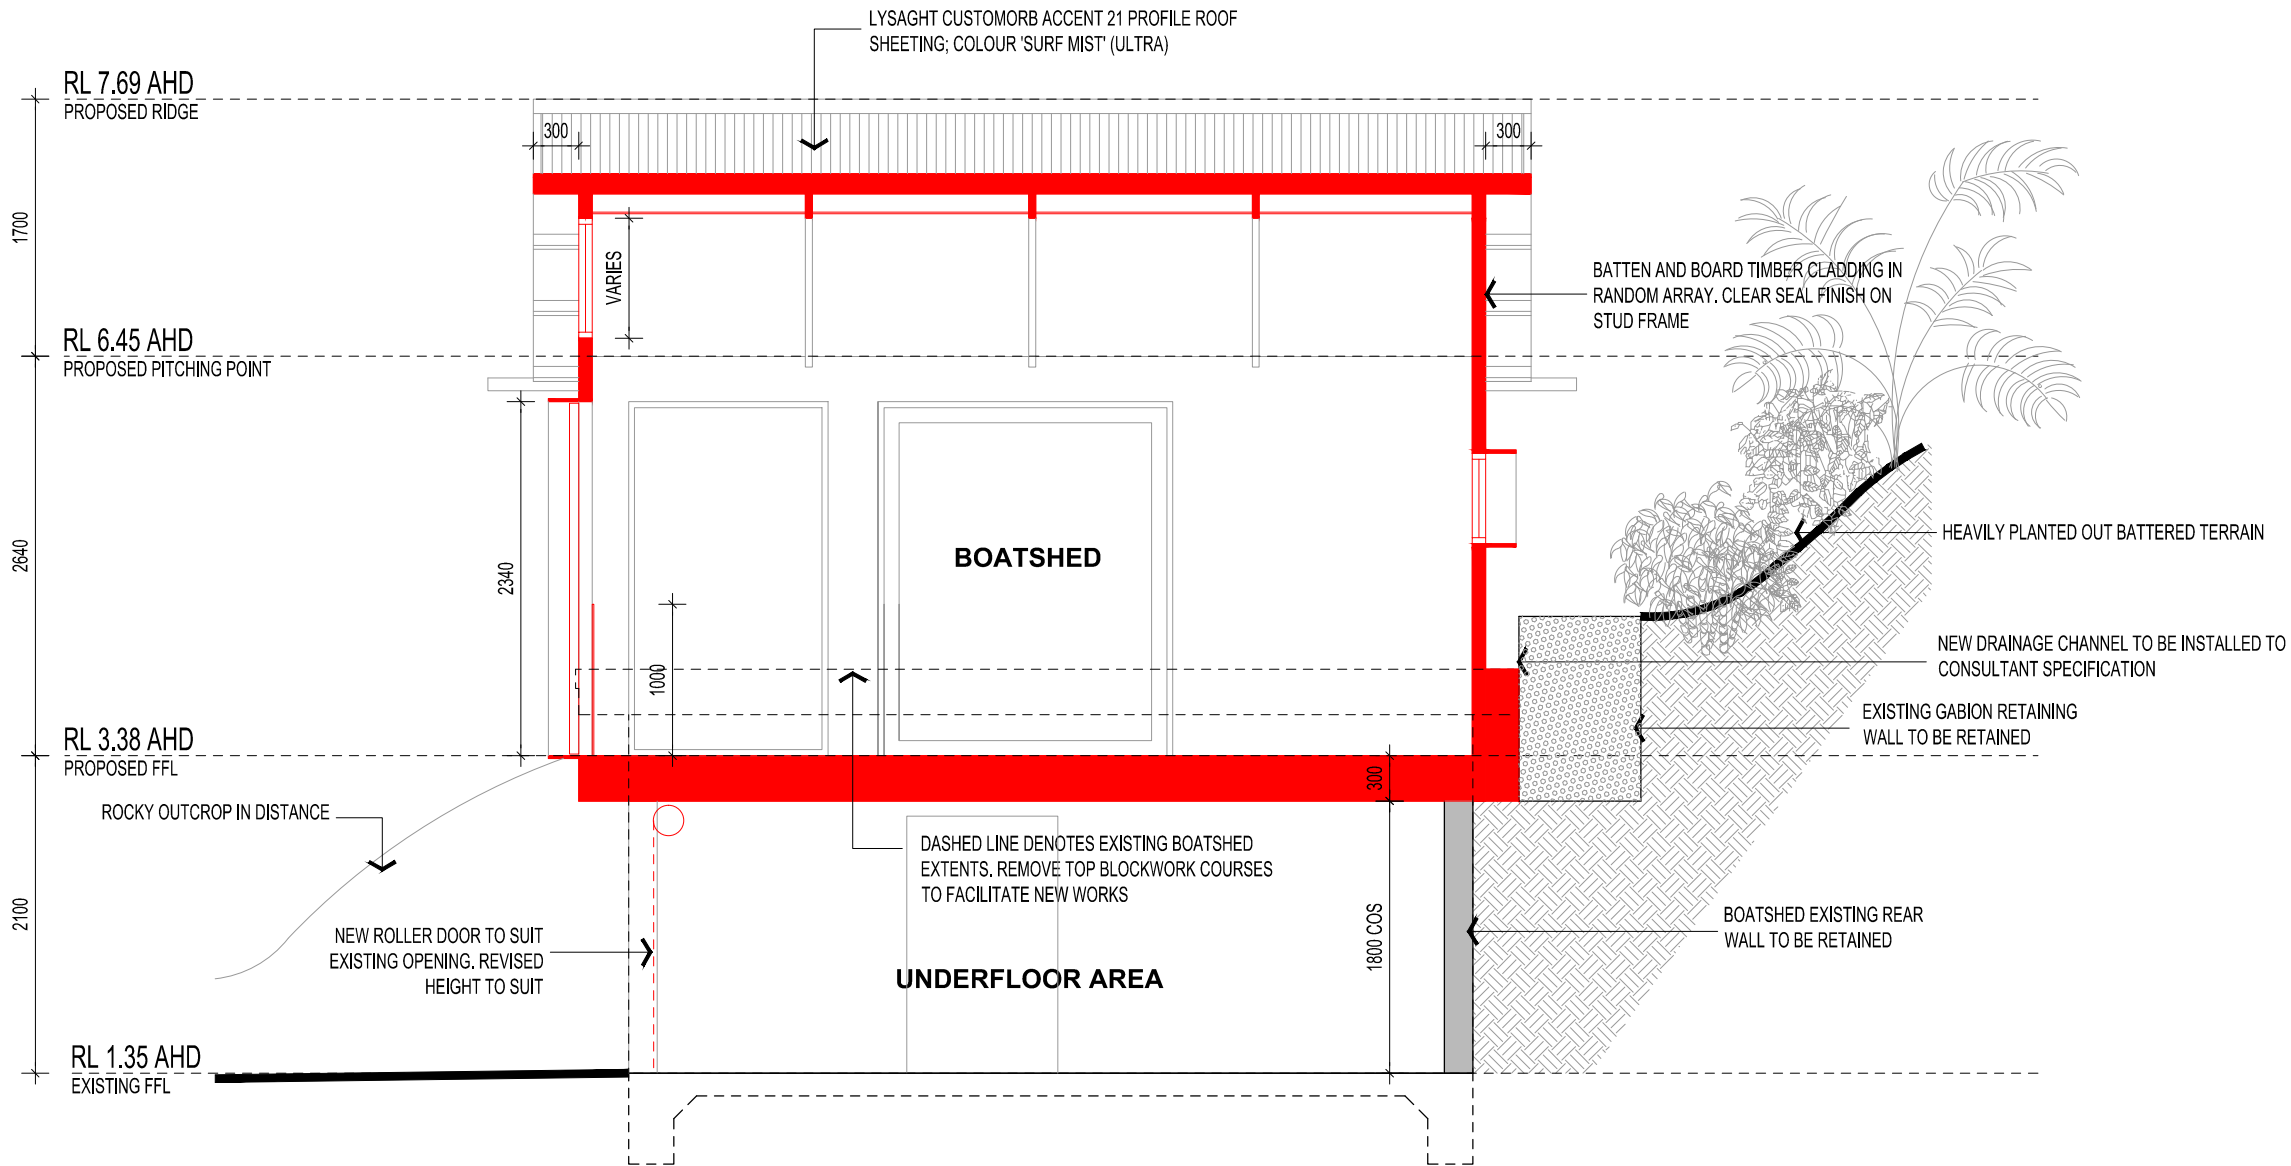 LYSAGHT CUSTOMORB ACCENT 21 PROFILE ROOF
SHEETING; COLOUR 'SURF MIST' (ULTRA)
RL 7.69 AHD
PROPOSED RIDGE
300
300
1700
VARIES
BATTEN AND BOARD TIMBER CLADDING IN
RANDOM ARRAY. CLEAR SEAL FINISH ON
STUD FRAME
RL 6.45 AHD
PROPOSED PITCHING POINT
2640
2340
BOATSHED
HEAVILY PLANTED OUT BATTERED TERRAIN
1000
NEW DRAINAGE CHANNEL TO BE INSTALLED TO
CONSULTANT SPECIFICATION
EXISTING GABION RETAINING
WALL TO BE RETAINED
RL 3.38 AHD
PROPOSED FFL
300
ROCKY OUTCROP IN DISTANCE
DASHED LINE DENOTES EXISTING BOATSHED
EXTENTS. REMOVE TOP BLOCKWORK COURSES
TO FACILITATE NEW WORKS
2100
1800 COS
BOATSHED EXISTING REAR
WALL TO BE RETAINED
NEW ROLLER DOOR TO SUIT
EXISTING OPENING. REVISED
HEIGHT TO SUIT
UNDERFLOOR AREA
RL 1.35 AHD
EXISTING FFL